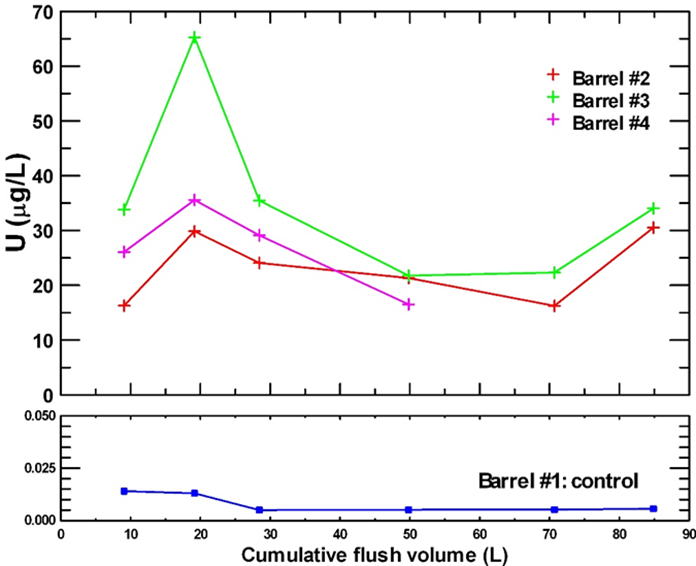 70
60
50
40
30
20
10
0
U (µg/L)
Barrel #2
Barrel #3
Barrel #4
0.050
0.025
0.000
Barrel #1: control
0 10 20 30 40 50 60 70 80 90
Cumulative flush volume (L)